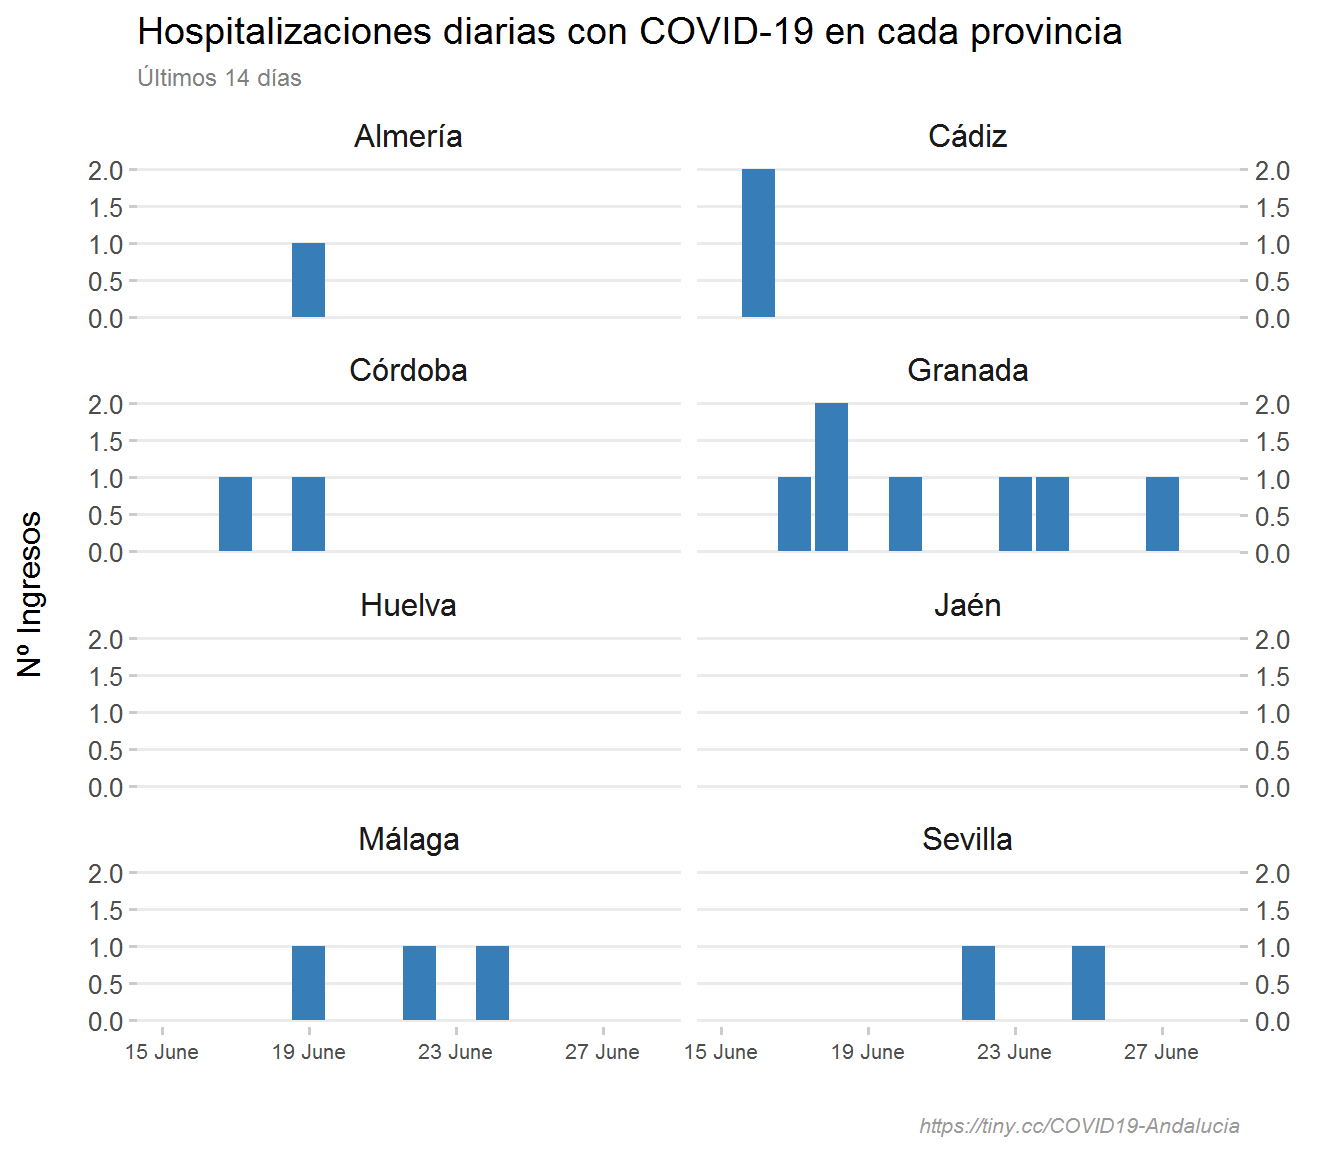 Hospitalizaciones diarias con COVID-19 en cada provincia
Últimos 14 días
Almería
Cádiz
2.0
1.5
1.0
0.5
0.0
2.0
1.5
1.0
0.5
0.0
Córdoba
Granada
2.0
1.5
1.0
0.5
0.0
2.0
1.5
1.0
0.5
0.0
Nº Ingresos
Huelva
Jaén
2.0
1.5
1.0
0.5
0.0
2.0
1.5
1.0
0.5
0.0
Málaga
Sevilla
2.0
1.5
1.0
0.5
0.0
2.0
1.5
1.0
0.5
0.0
15 June 19 June 23 June 27 June
15 June 19 June 23 June 27 June
https://tiny.cc/COVID19-Andalucia